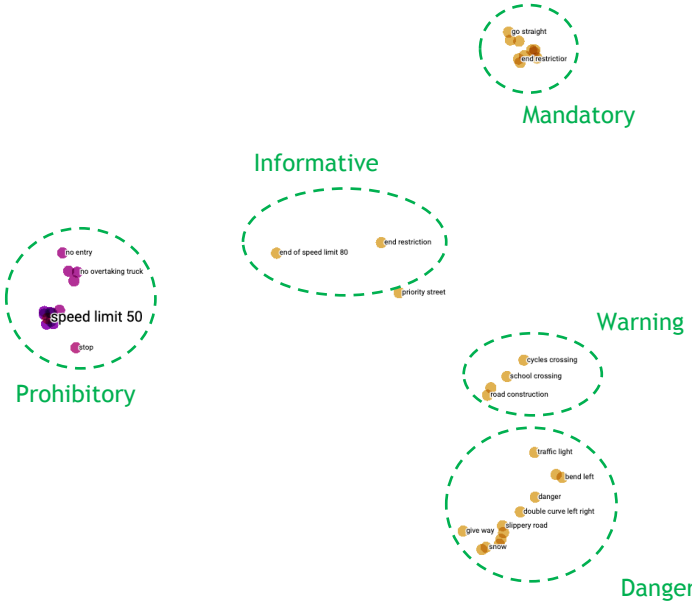 go straight
end restriction
Mandatory
Informative
end restriction
end of speed limit 80
no entry
no overtaking truck
priority street
speed limit 50
Warning
stop
cycles crossing
school crossing
Prohibitory
road construction
traffic light
bend left
danger
double curve left right
slippery road
give way
snow
Danger